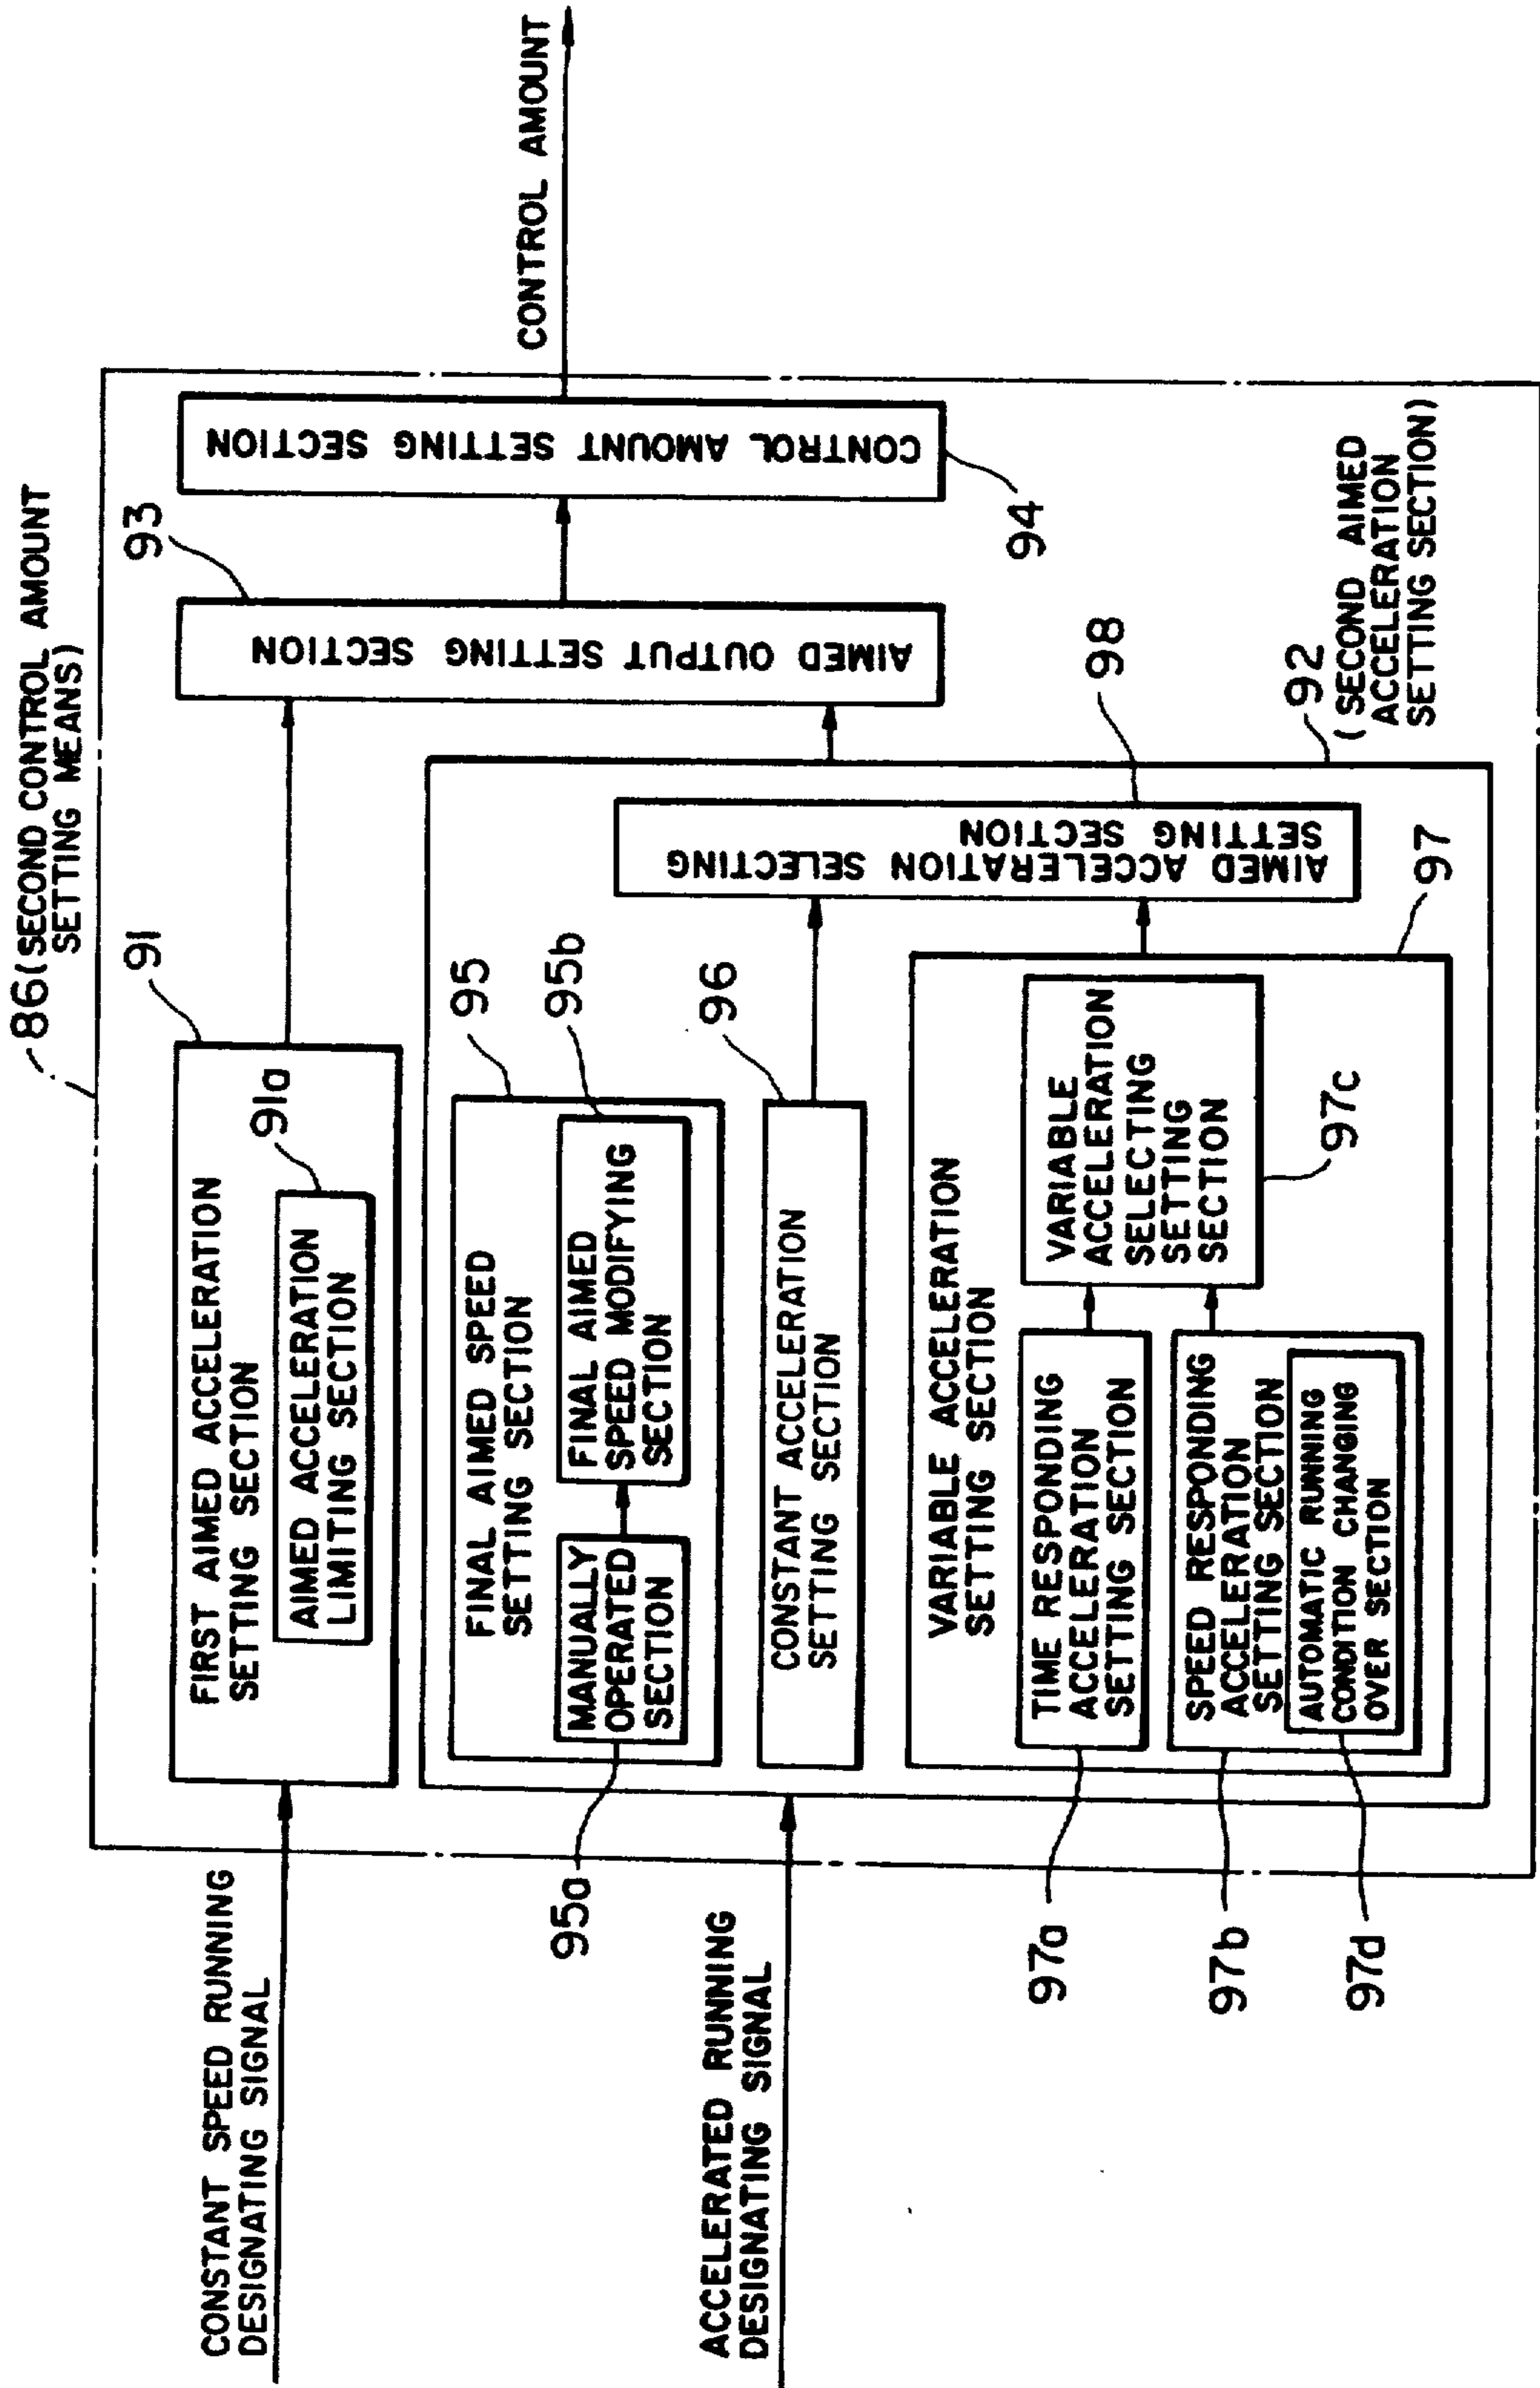 86 (SECOND CONTROL AMOUNT
SETTING MEANS)
CONSTANT SPEED RUNNING
DESIGNATING SIGNAL
91
FIRST AIMED ACCELERATION
SETTING SECTION
91a
AIMED ACCELERATION
LIMITING SECTION
93
AIMED OUTPUT SETTING SECTION
CONTROL AMOUNT SETTING SECTION
94
CONTROL AMOUNT
ACCELERATED RUNNING
DESIGNATING SIGNAL
95
FINAL AIMED SPEED
SETTING SECTION
95a
MANUALLY
OPERATED
SECTION
95b
FINAL AIMED
SPEED MODIFYING
SECTION
96
CONSTANT ACCELERATION
SETTING SECTION
AIMED ACCELERATION SELECTING
SETTING SECTION
98
92
(SECOND AIMED
ACCELERATION
SETTING SECTION)
97
VARIABLE ACCELERATION
SETTING SECTION
97a
TIME RESPONDING
ACCELERATION
SETTING SECTION
97b
SPEED RESPONDING
ACCELERATION
SETTING SECTION
97d
AUTOMATIC RUNNING
CONDITION CHANGING
OVER SECTION
VARIABLE
ACCELERATION
SELECTING
SETTING
SECTION
97c